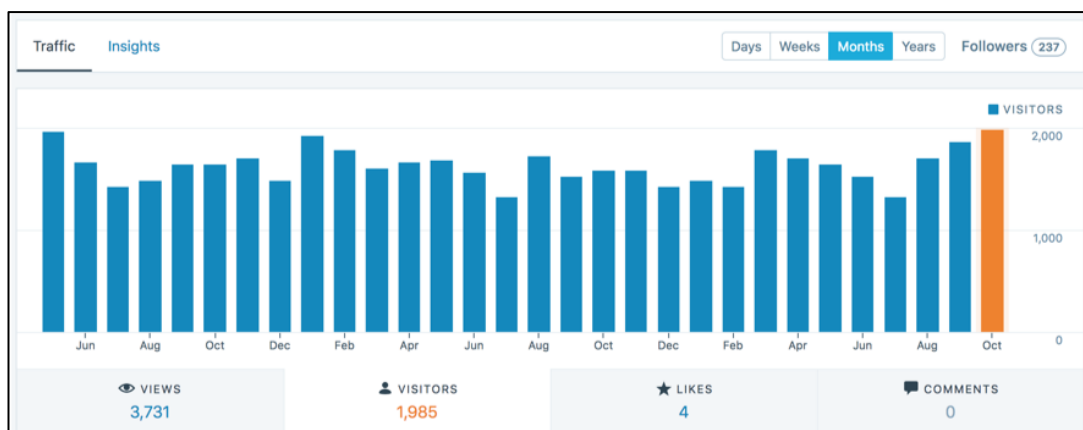 Traffic Insights Days Weeks Months Years Followers 237
VISITORS
2,000
1,000
0
Jun Aug Oct Dec Feb Apr Jun Aug Oct Dec Feb Apr Jun Aug Oct
VIEWS VISITORS LIKES COMMENTS
3,731 1,985 4 0